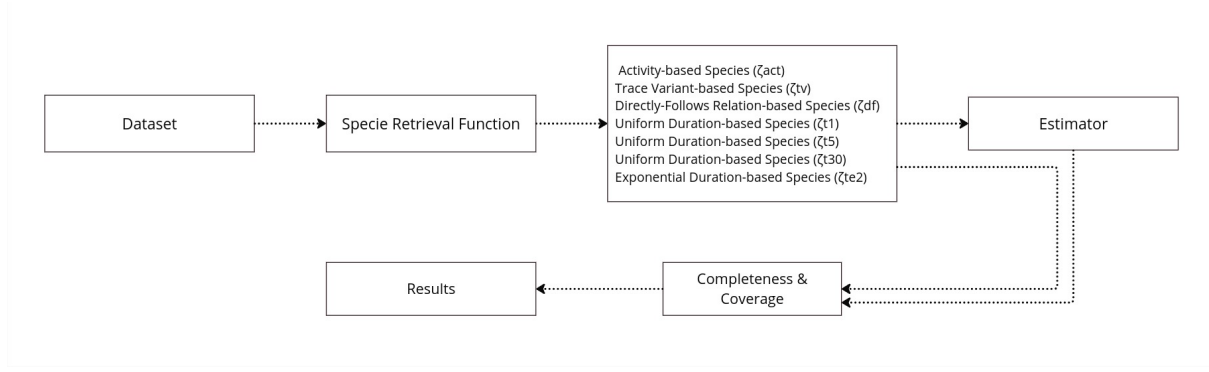 Dataset
Specie Retrieval Function
Activity-based Species (ζact)
Trace Variant-based Species (ζtv)
Directly-Follows Relation-based Species (ζdf)
Uniform Duration-based Species (ζt1)
Uniform Duration-based Species (ζt5)
Uniform Duration-based Species (ζt30)
Exponential Duration-based Species (ζte2)
Estimator
Results
Completeness &
Coverage